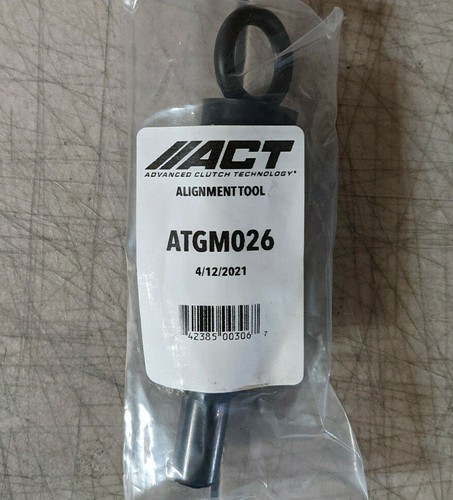 //ACT
ADVANCED CLUTCH TECHNOLOGY®
ALIGNMENT TOOL
ATGM026
4/12/2021
42385 00306 7